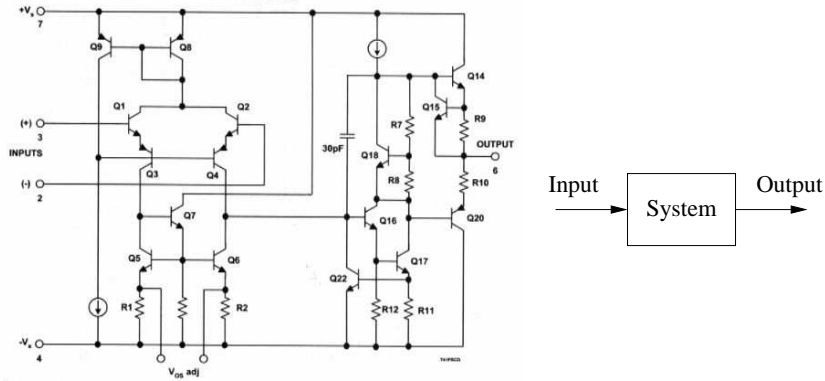 +Vs
7
Q9
Q8
Q14
Q15
Q1
Q2
R9
R7
(+)
3
30pF
OUTPUT
6
INPUTS
Q18
Q3
Q4
R8
R10
(-)
2
Q7
Q16
Q20
Q5
Q6
Q17
Q22
R1
R2
R12
R11
-Vs
4
VOS adj
Input
System
Output